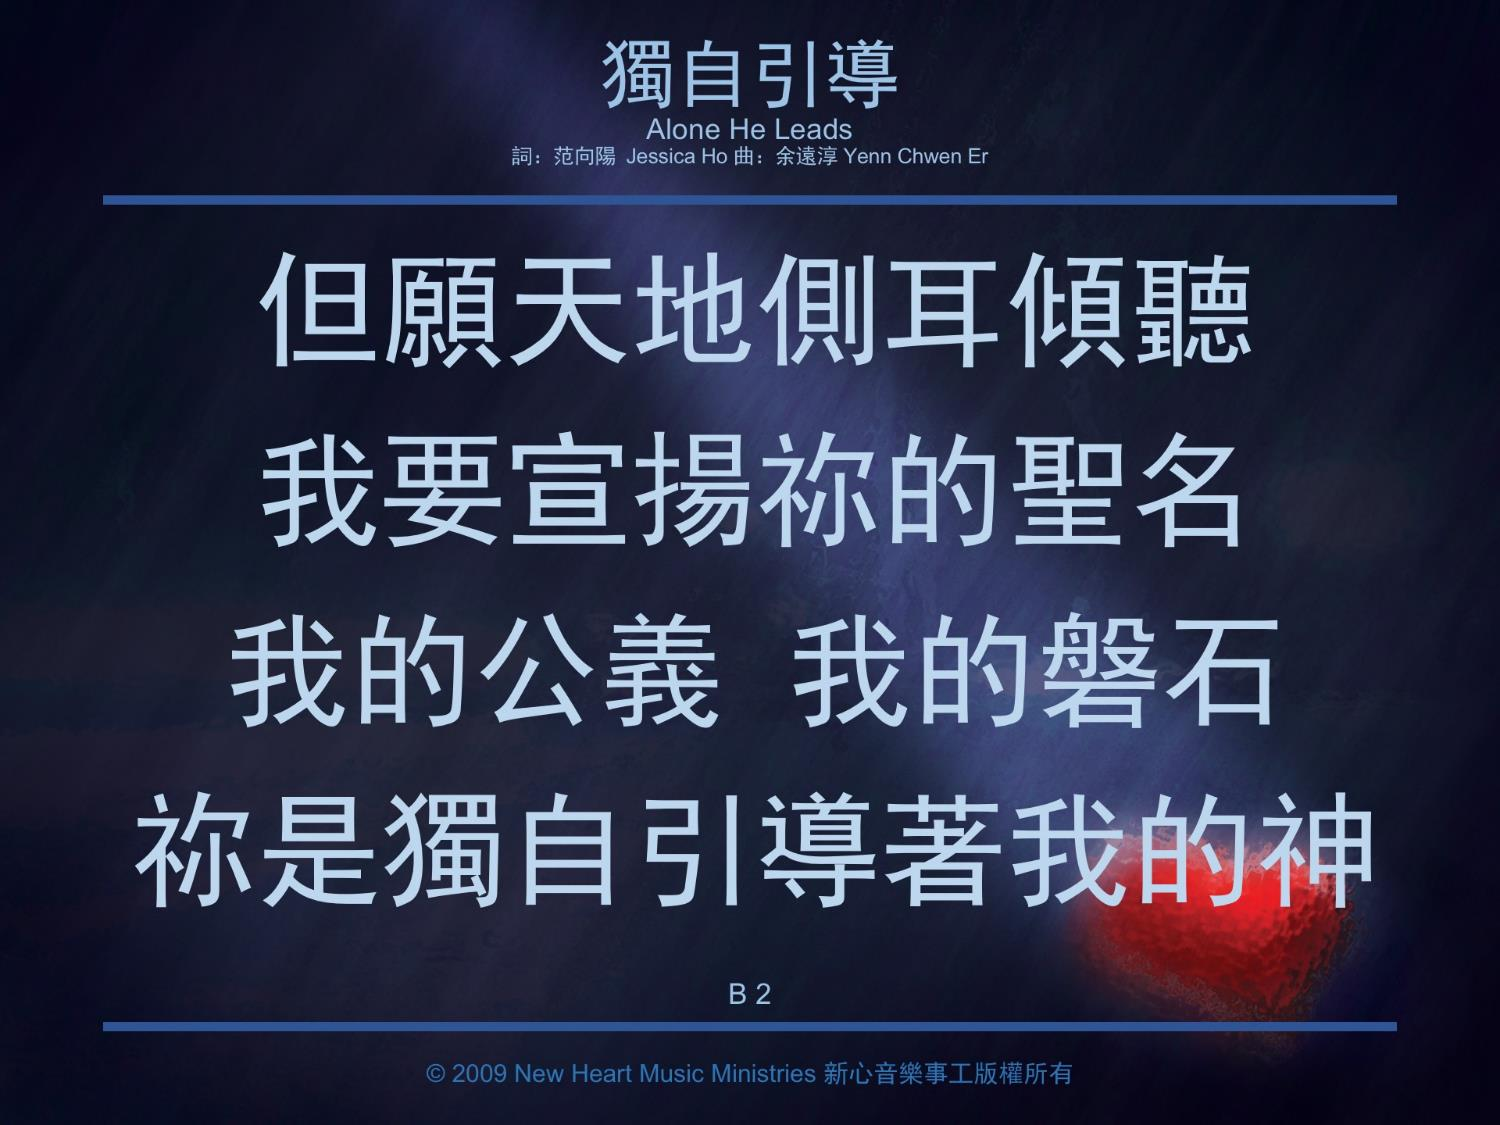 獨自引導
Alone He Leads
詞：范向陽 Jessica Ho 曲：余遠淳 Yenn Chwen Er
但願天地側耳傾聽
我要宣揚祢的聖名
我的公義 我的磐石
祢是獨自引導著我的神
B 2
© 2009 New Heart Music Ministries 新心音樂事工版權所有